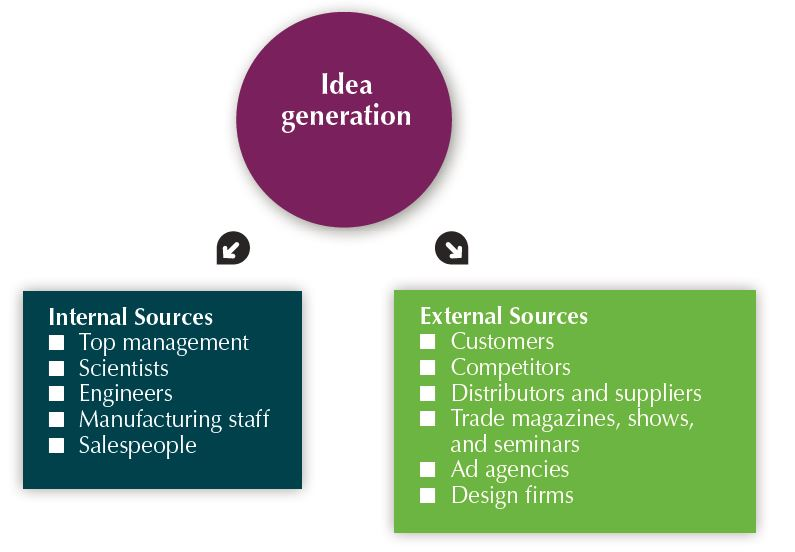 Idea
generation
Internal Sources
Top management
Scientists
Engineers
Manufacturing staff
Salespeople
External Sources
Customers
Competitors
Distributors and suppliers
Trade magazines, shows,
and seminars
Ad agencies
Design firms